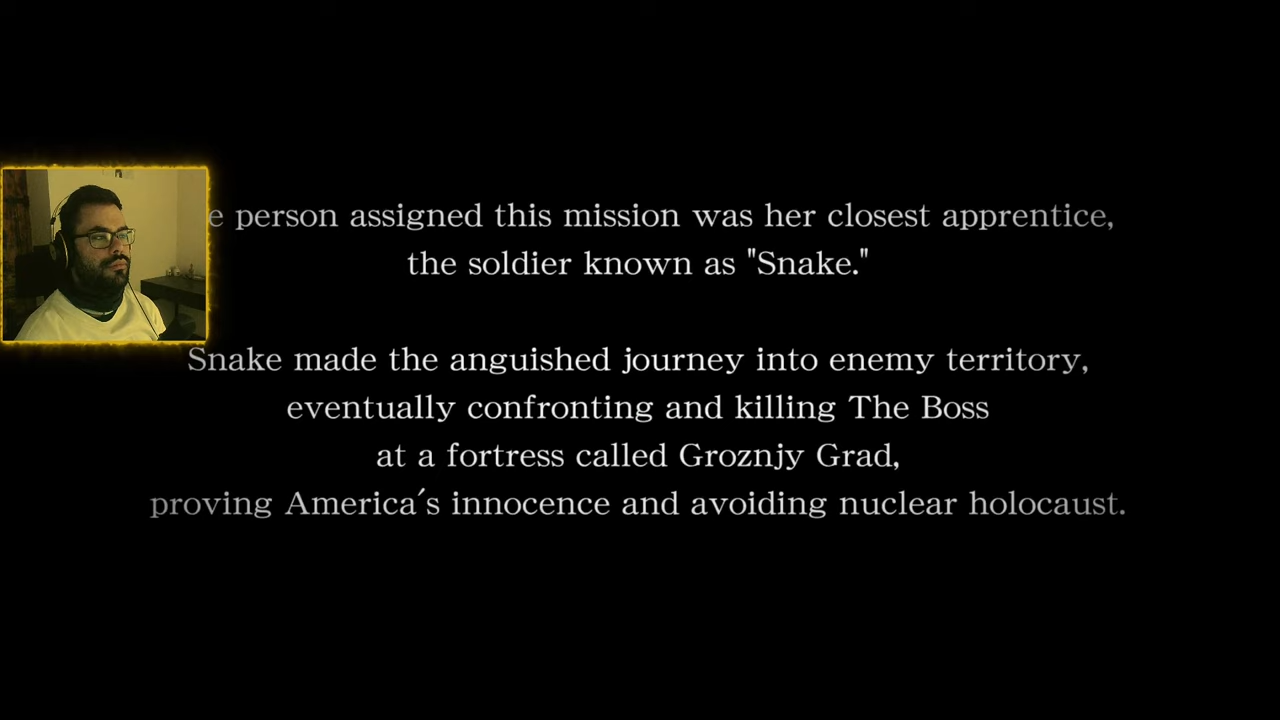 e person assigned this mission was her closest apprentice,
the soldier known as "Snake."
Snake made the anguished journey into enemy territory,
eventually confronting and killing The Boss
at a fortress called Groznjy Grad,
proving America's innocence and avoiding nuclear holocaust.